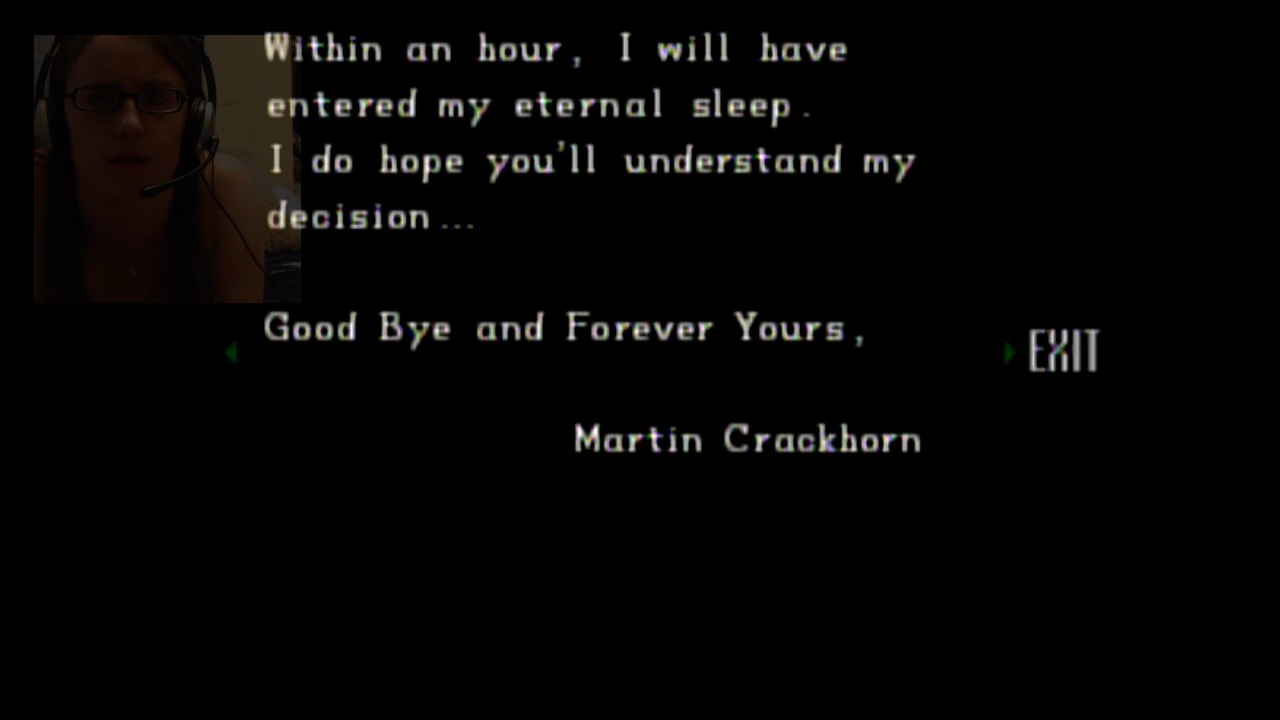 Within an hour, I will have
entered my eternal sleep.
I do hope you'll understand my
decision...
Good Bye and Forever Yours,
EXIT
Martin Crackhorn